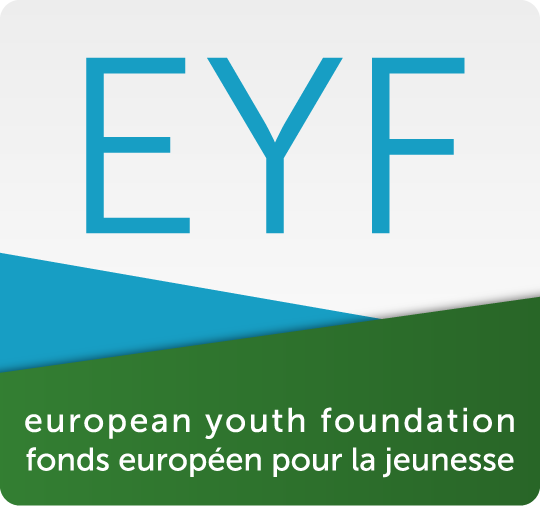 EYF
european youth foundation
fonds européen pour la jeunesse